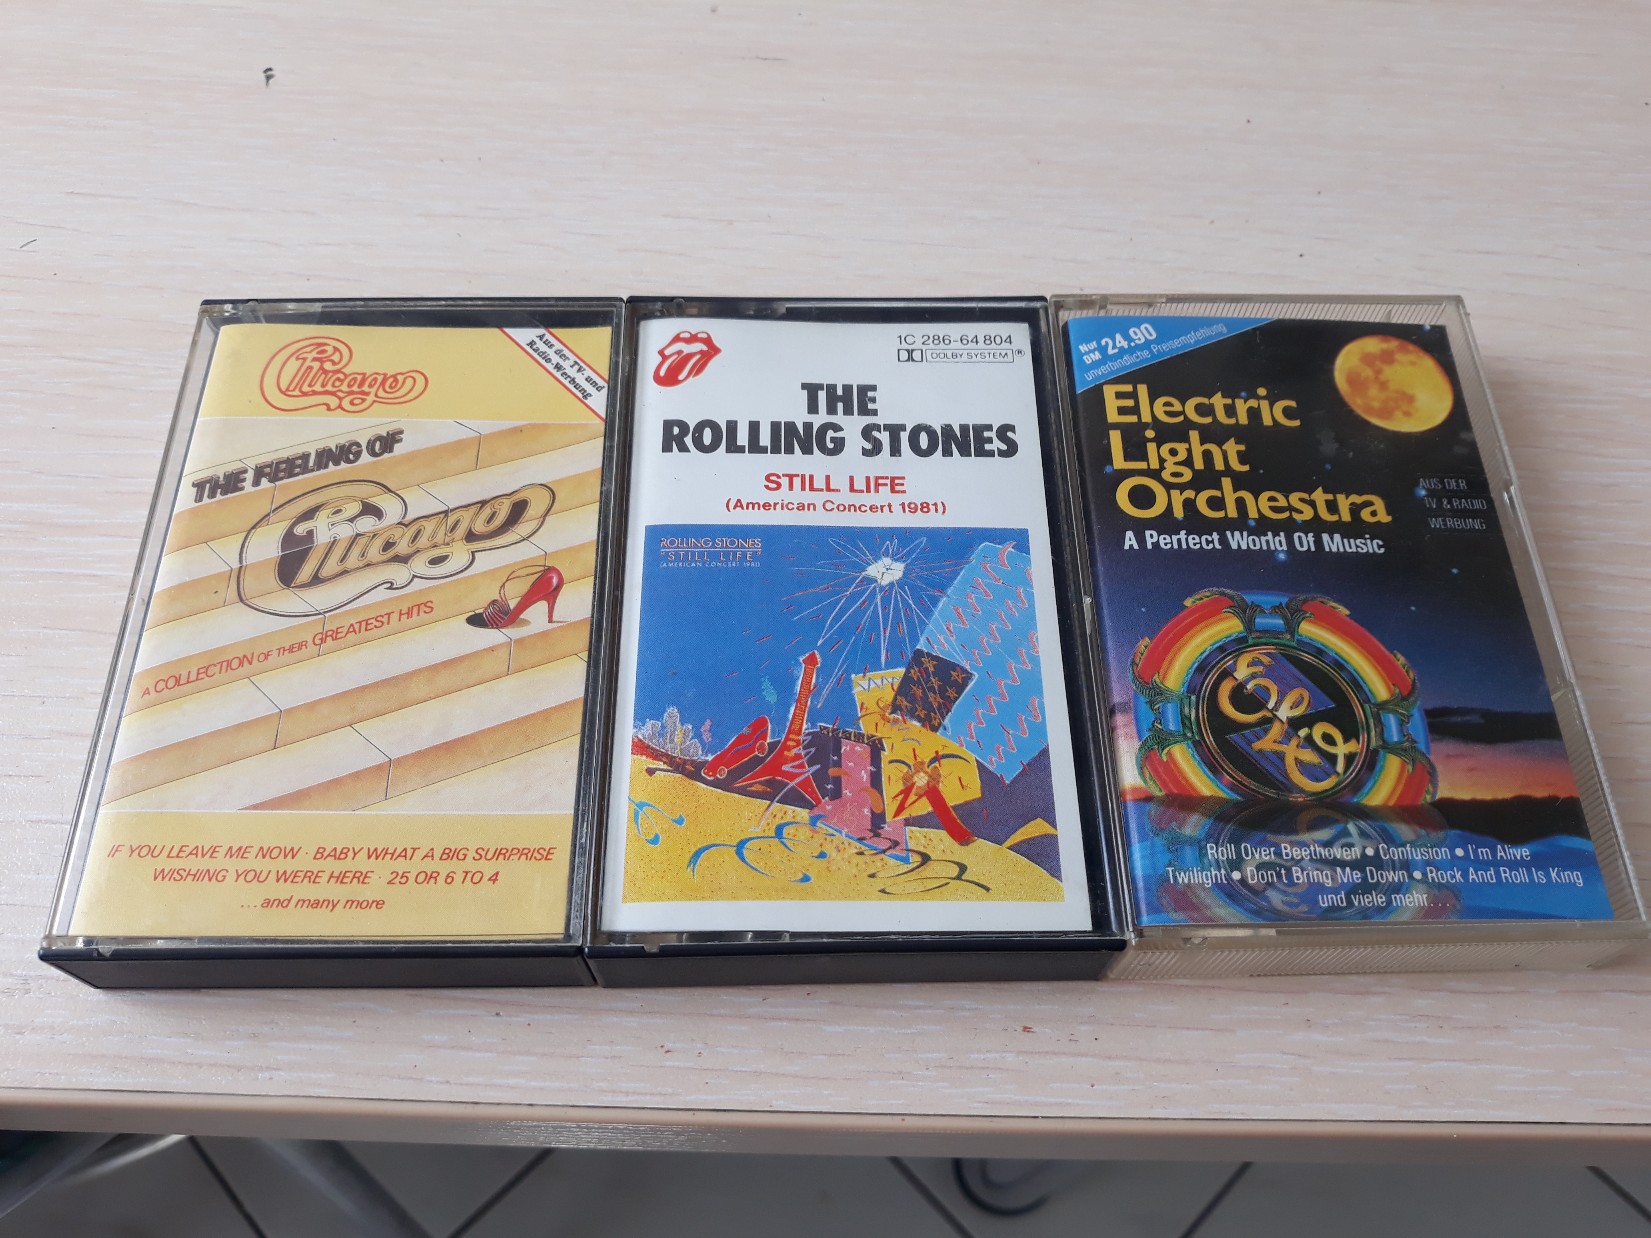 Chicago
Aus der TV- und
Radio-Werbung
THE FEELING OF
Chicago
A COLLECTION OF THEIR GREATEST HITS
IF YOU LEAVE ME NOW · BABY WHAT A BIG SURPRISE
WISHING YOU WERE HERE · 25 OR 6 TO 4
...and many more
1C 286-64 804
DOLBY SYSTEM ®
THE
ROLLING STONES
STILL LIFE
(American Concert 1981)
ROLLING STONES
"STILL LIFE"
(AMERICAN CONCERT 1981)
Nur
DM 24.90
unverbindliche Preisempfehlung
Electric
Light
Orchestra
A Perfect World Of Music
AUS DER
TV & RADIO
WERBUNG
ELO
Roll Over Beethoven • Confusion • I'm Alive
Twilight • Don't Bring Me Down • Rock And Roll Is King
und viele mehr...